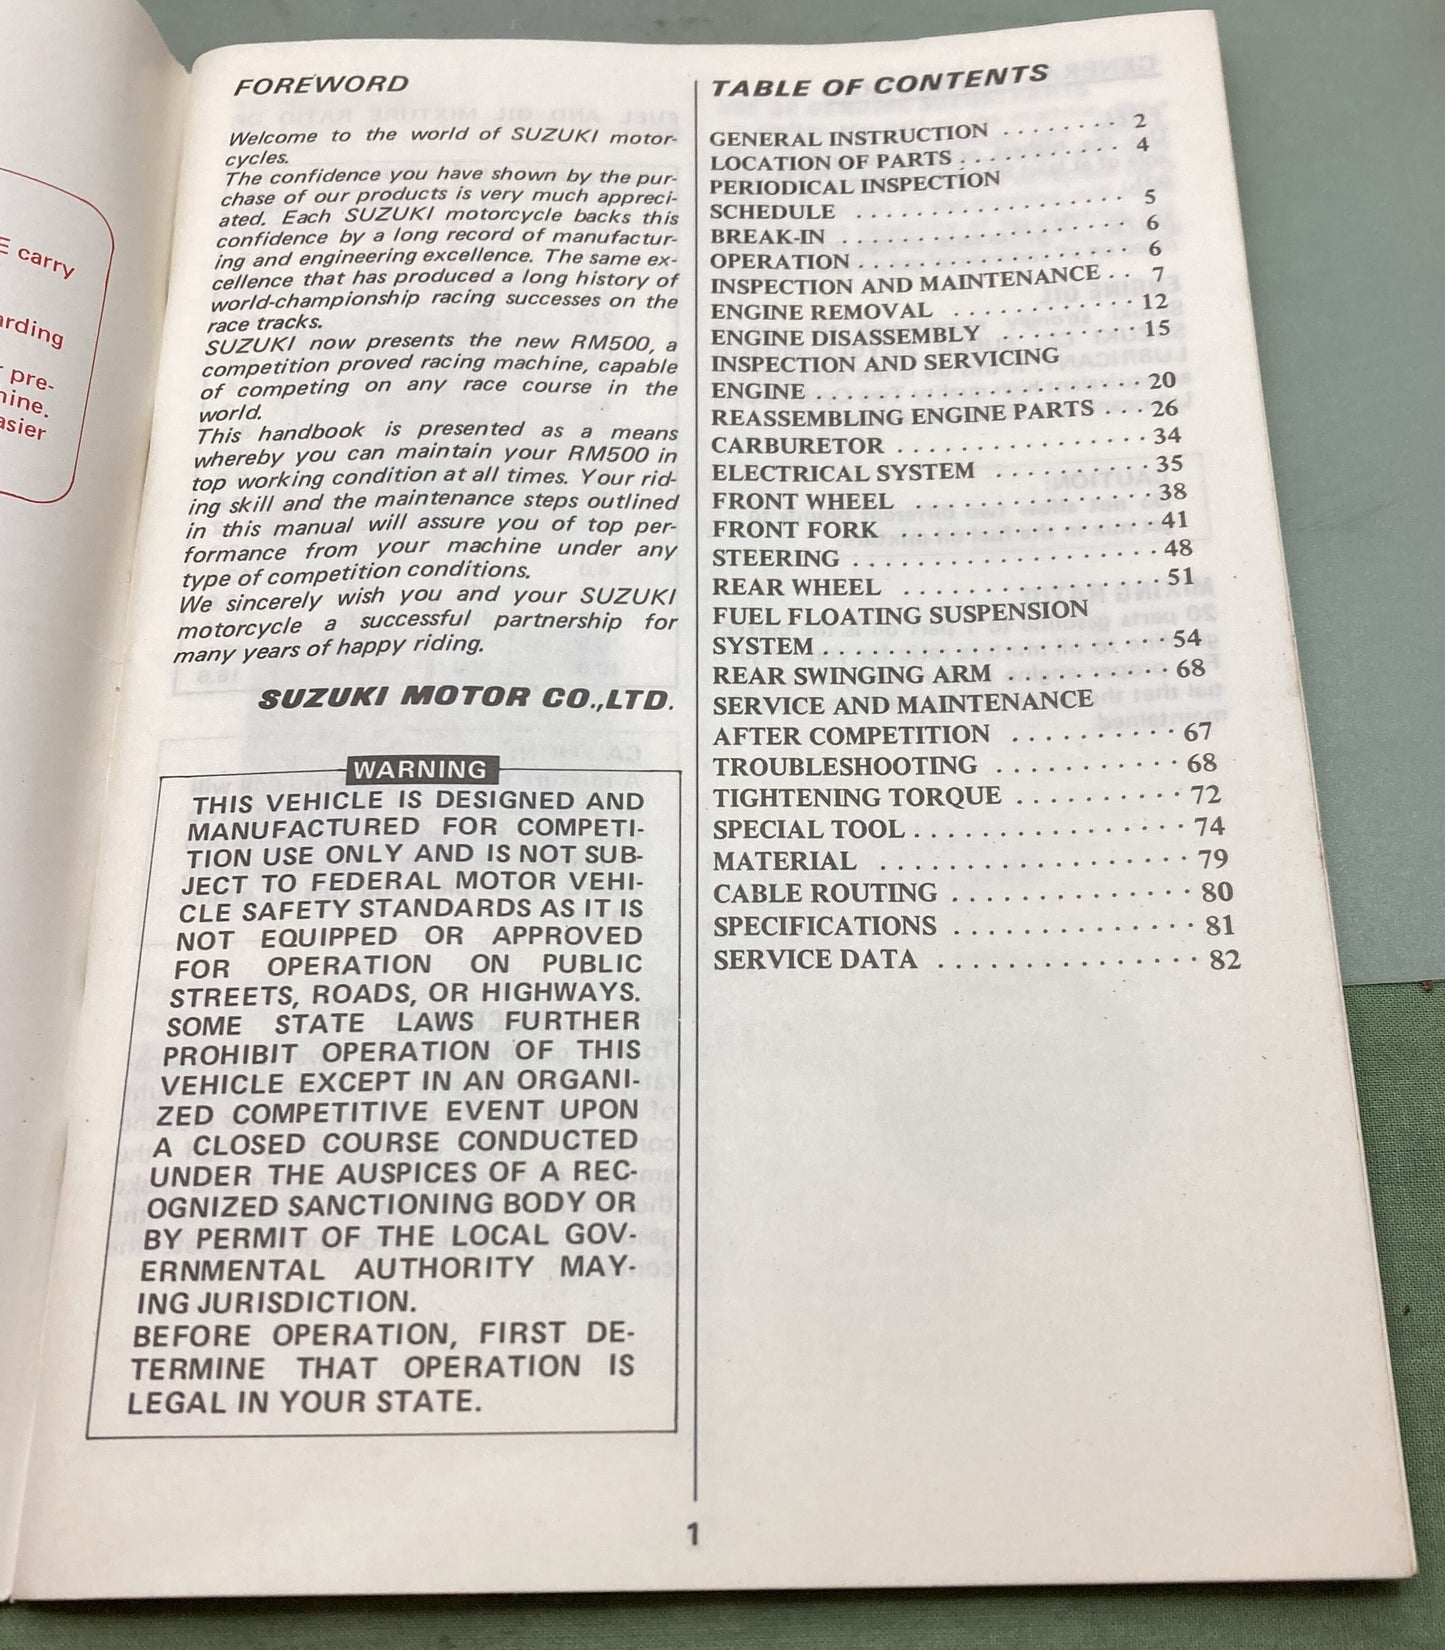 E carry
arding
pre-
hine.
asier
FOREWORD
Welcome to the world of SUZUKI motor-
cycles.
The confidence you have shown by the pur-
chase of our products is very much appreci-
ated. Each SUZUKI motorcycle backs this
confidence by a long record of manufactur-
ing and engineering excellence. The same ex-
cellence that has produced a long history of
world-championship racing successes on the
race tracks.
SUZUKI now presents the new RM500, a
competition proved racing machine, capable
of competing on any race course in the
world.
This handbook is presented as a means
whereby you can maintain your RM500 in
top working condition at all times. Your rid-
ing skill and the maintenance steps outlined
in this manual will assure you of top per-
formance from your machine under any
type of competition conditions.
We sincerely wish you and your SUZUKI
motorcycle a successful partnership for
many years of happy riding.
SUZUKI MOTOR CO.,LTD.
WARNING
THIS VEHICLE IS DESIGNED AND
MANUFACTURED FOR COMPETI-
TION USE ONLY AND IS NOT SUB-
JECT TO FEDERAL MOTOR VEHI-
CLE SAFETY STANDARDS AS IT IS
NOT EQUIPPED OR APPROVED
FOR OPERATION ON PUBLIC
STREETS, ROADS, OR HIGHWAYS.
SOME STATE LAWS FURTHER
PROHIBIT OPERATION OF THIS
VEHICLE EXCEPT IN AN ORGANI-
ZED COMPETITIVE EVENT UPON
A CLOSED COURSE CONDUCTED
UNDER THE AUSPICES OF A REC-
OGNIZED SANCTIONING BODY OR
BY PERMIT OF THE LOCAL GOV-
ERNMENTAL AUTHORITY MAY-
ING JURISDICTION.
BEFORE OPERATION, FIRST DE-
TERMINE THAT OPERATION IS
LEGAL IN YOUR STATE.
TABLE OF CONTENTS
GENERAL INSTRUCTION ........ 2
LOCATION OF PARTS ........... 4
PERIODICAL INSPECTION
SCHEDULE .................. 5
BREAK-IN ................... 6
OPERATION .................. 6
INSPECTION AND MAINTENANCE .. 7
ENGINE REMOVAL ............ 12
ENGINE DISASSEMBLY .......... 15
INSPECTION AND SERVICING
ENGINE .................... 20
REASSEMBLING ENGINE PARTS ... 26
CARBURETOR ................ 34
ELECTRICAL SYSTEM .......... 35
FRONT WHEEL ............... 38
FRONT FORK ................ 41
STEERING ................... 48
REAR WHEEL ................ 51
FUEL FLOATING SUSPENSION
SYSTEM .................... 54
REAR SWINGING ARM .......... 68
SERVICE AND MAINTENANCE
AFTER COMPETITION .......... 67
TROUBLESHOOTING ........... 68
TIGHTENING TORQUE .......... 72
SPECIAL TOOL ................ 74
MATERIAL .................. 79
CABLE ROUTING ............. 80
SPECIFICATIONS .............. 81
SERVICE DATA ............... 82
1